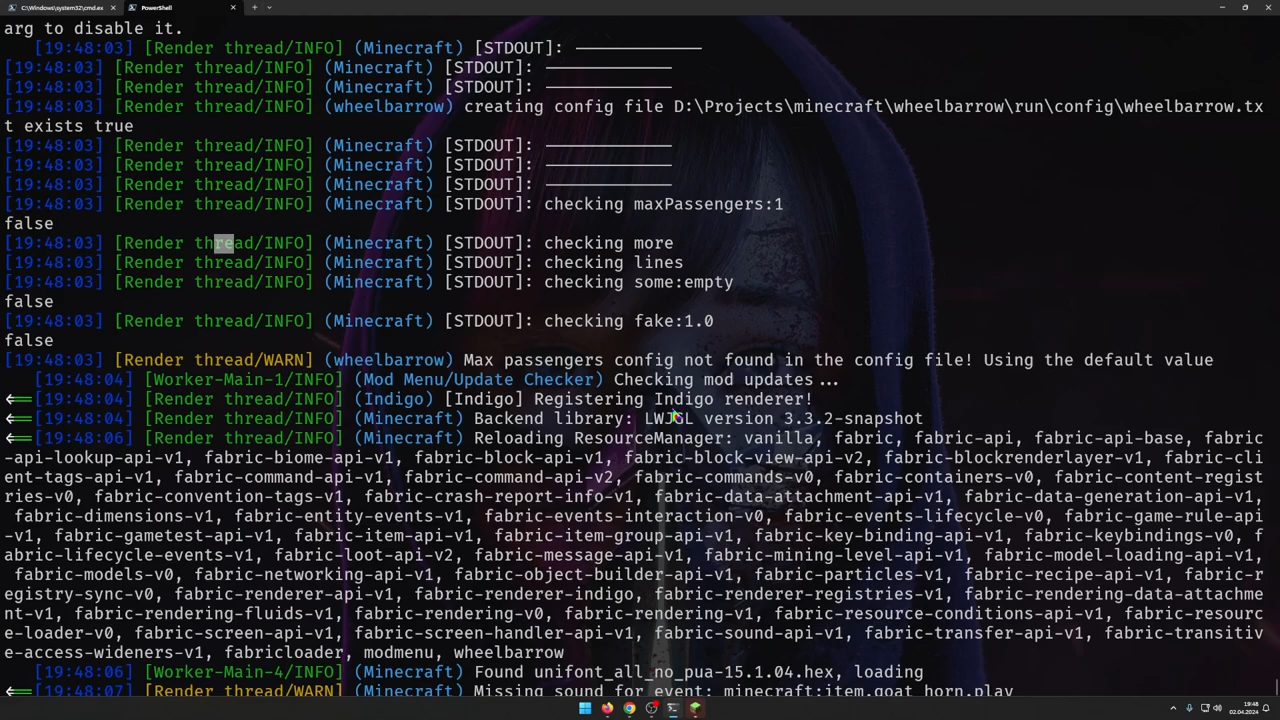 C:\Windows\system32\cmd.ex
PowerShell
arg to disable it.
[19:48:03] [Render thread/INFO] (Minecraft) [STDOUT]: ─────────────
[19:48:03] [Render thread/INFO] (Minecraft) [STDOUT]: ─────────────
[19:48:03] [Render thread/INFO] (Minecraft) [STDOUT]: ─────────────
[19:48:03] [Render thread/INFO] (wheelbarrow) creating config file D:\Projects\minecraft\wheelbarrow\run\config\wheelbarrow.tx
t exists true
[19:48:03] [Render thread/INFO] (Minecraft) [STDOUT]: ─────────────
[19:48:03] [Render thread/INFO] (Minecraft) [STDOUT]: ─────────────
[19:48:03] [Render thread/INFO] (Minecraft) [STDOUT]: ─────────────
[19:48:03] [Render thread/INFO] (Minecraft) [STDOUT]: checking maxPassengers:1
false
[19:48:03] [Render thread/INFO] (Minecraft) [STDOUT]: checking more
[19:48:03] [Render thread/INFO] (Minecraft) [STDOUT]: checking lines
[19:48:03] [Render thread/INFO] (Minecraft) [STDOUT]: checking some:empty
false
[19:48:03] [Render thread/INFO] (Minecraft) [STDOUT]: checking fake:1.0
false
[19:48:03] [Render thread/WARN] (wheelbarrow) Max passengers config not found in the config file! Using the default value
[19:48:04] [Worker-Main-1/INFO] (Mod Menu/Update Checker) Checking mod updates...
[19:48:04] [Render thread/INFO] (Indigo) [Indigo] Registering Indigo renderer!
[19:48:04] [Render thread/INFO] (Minecraft) Backend library: LWJGL version 3.3.2-snapshot
[19:48:06] [Render thread/INFO] (Minecraft) Reloading ResourceManager: vanilla, fabric, fabric-api, fabric-api-base, fabric
-api-lookup-api-v1, fabric-biome-api-v1, fabric-block-api-v1, fabric-block-view-api-v2, fabric-blockrenderlayer-v1, fabric-cli
ent-tags-api-v1, fabric-command-api-v1, fabric-command-api-v2, fabric-commands-v0, fabric-containers-v0, fabric-content-regist
ries-v0, fabric-convention-tags-v1, fabric-crash-report-info-v1, fabric-data-attachment-api-v1, fabric-data-generation-api-v1,
fabric-dimensions-v1, fabric-entity-events-v1, fabric-events-interaction-v0, fabric-events-lifecycle-v0, fabric-game-rule-api
-v1, fabric-gametest-api-v1, fabric-item-api-v1, fabric-item-group-api-v1, fabric-key-binding-api-v1, fabric-keybindings-v0, f
abric-lifecycle-events-v1, fabric-loot-api-v2, fabric-message-api-v1, fabric-mining-level-api-v1, fabric-model-loading-api-v1,
fabric-models-v0, fabric-networking-api-v1, fabric-object-builder-api-v1, fabric-particles-v1, fabric-recipe-api-v1, fabric-r
egistry-sync-v0, fabric-renderer-api-v1, fabric-renderer-indigo, fabric-renderer-registries-v1, fabric-rendering-data-attachme
nt-v1, fabric-rendering-fluids-v1, fabric-rendering-v0, fabric-rendering-v1, fabric-resource-conditions-api-v1, fabric-resourc
e-loader-v0, fabric-screen-api-v1, fabric-screen-handler-api-v1, fabric-sound-api-v1, fabric-transfer-api-v1, fabric-transitiv
e-access-wideners-v1, fabricloader, modmenu, wheelbarrow
[19:48:06] [Worker-Main-4/INFO] (Minecraft) Found unifont_all_no_pua-15.1.04.hex, loading
[19:48:07] [Render thread/WARN] (Minecraft) Missing sound for event: minecraft:item.goat_horn.play
19:48
02.04.2024